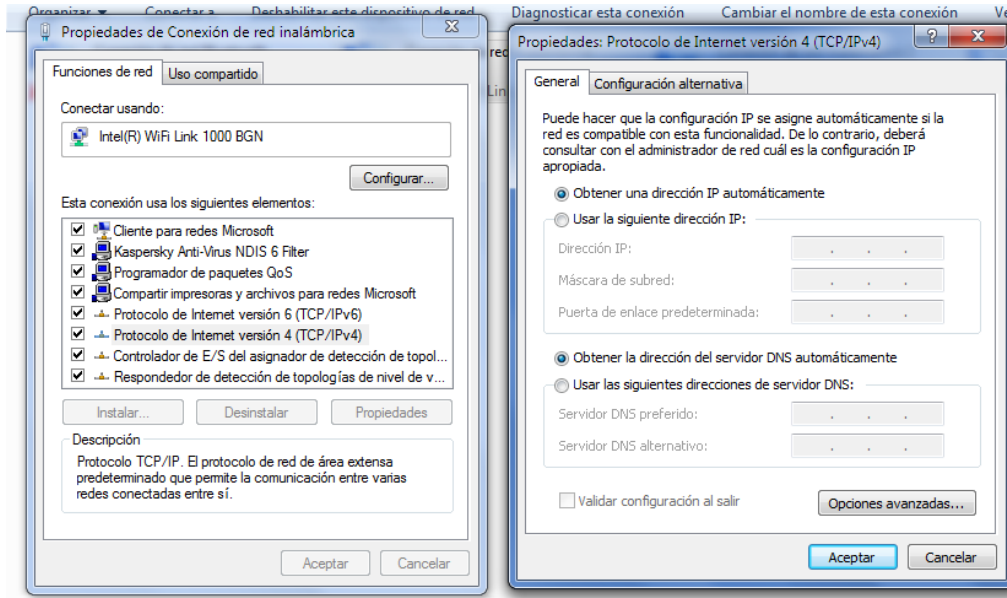 Organizar Conectar a Deshabilitar este dispositivo de red Diagnosticar esta conexión Cambiar el nombre de esta conexión
Propiedades de Conexión de red inalámbrica
Funciones de red Uso compartido
Conectar usando:
Intel(R) WiFi Link 1000 BGN
Configurar...
Esta conexión usa los siguientes elementos:
Cliente para redes Microsoft
Kaspersky Anti-Virus NDIS 6 Filter
Programador de paquetes QoS
Compartir impresoras y archivos para redes Microsoft
Protocolo de Internet versión 6 (TCP/IPv6)
Protocolo de Internet versión 4 (TCP/IPv4)
Controlador de E/S del asignador de detección de topol...
Respondedor de detección de topologías de nivel de v...
Instalar... Desinstalar Propiedades
Descripción
Protocolo TCP/IP. El protocolo de red de área extensa
predeterminado que permite la comunicación entre varias
redes conectadas entre sí.
Aceptar Cancelar
Propiedades: Protocolo de Internet versión 4 (TCP/IPv4)
General Configuración alternativa
Puede hacer que la configuración IP se asigne automáticamente si la
red es compatible con esta funcionalidad. De lo contrario, deberá
consultar con el administrador de red cuál es la configuración IP
apropiada.
Obtener una dirección IP automáticamente
Usar la siguiente dirección IP:
Dirección IP:
Máscara de subred:
Puerta de enlace predeterminada:
Obtener la dirección del servidor DNS automáticamente
Usar las siguientes direcciones de servidor DNS:
Servidor DNS preferido:
Servidor DNS alternativo:
Validar configuración al salir
Opciones avanzadas...
Aceptar Cancelar